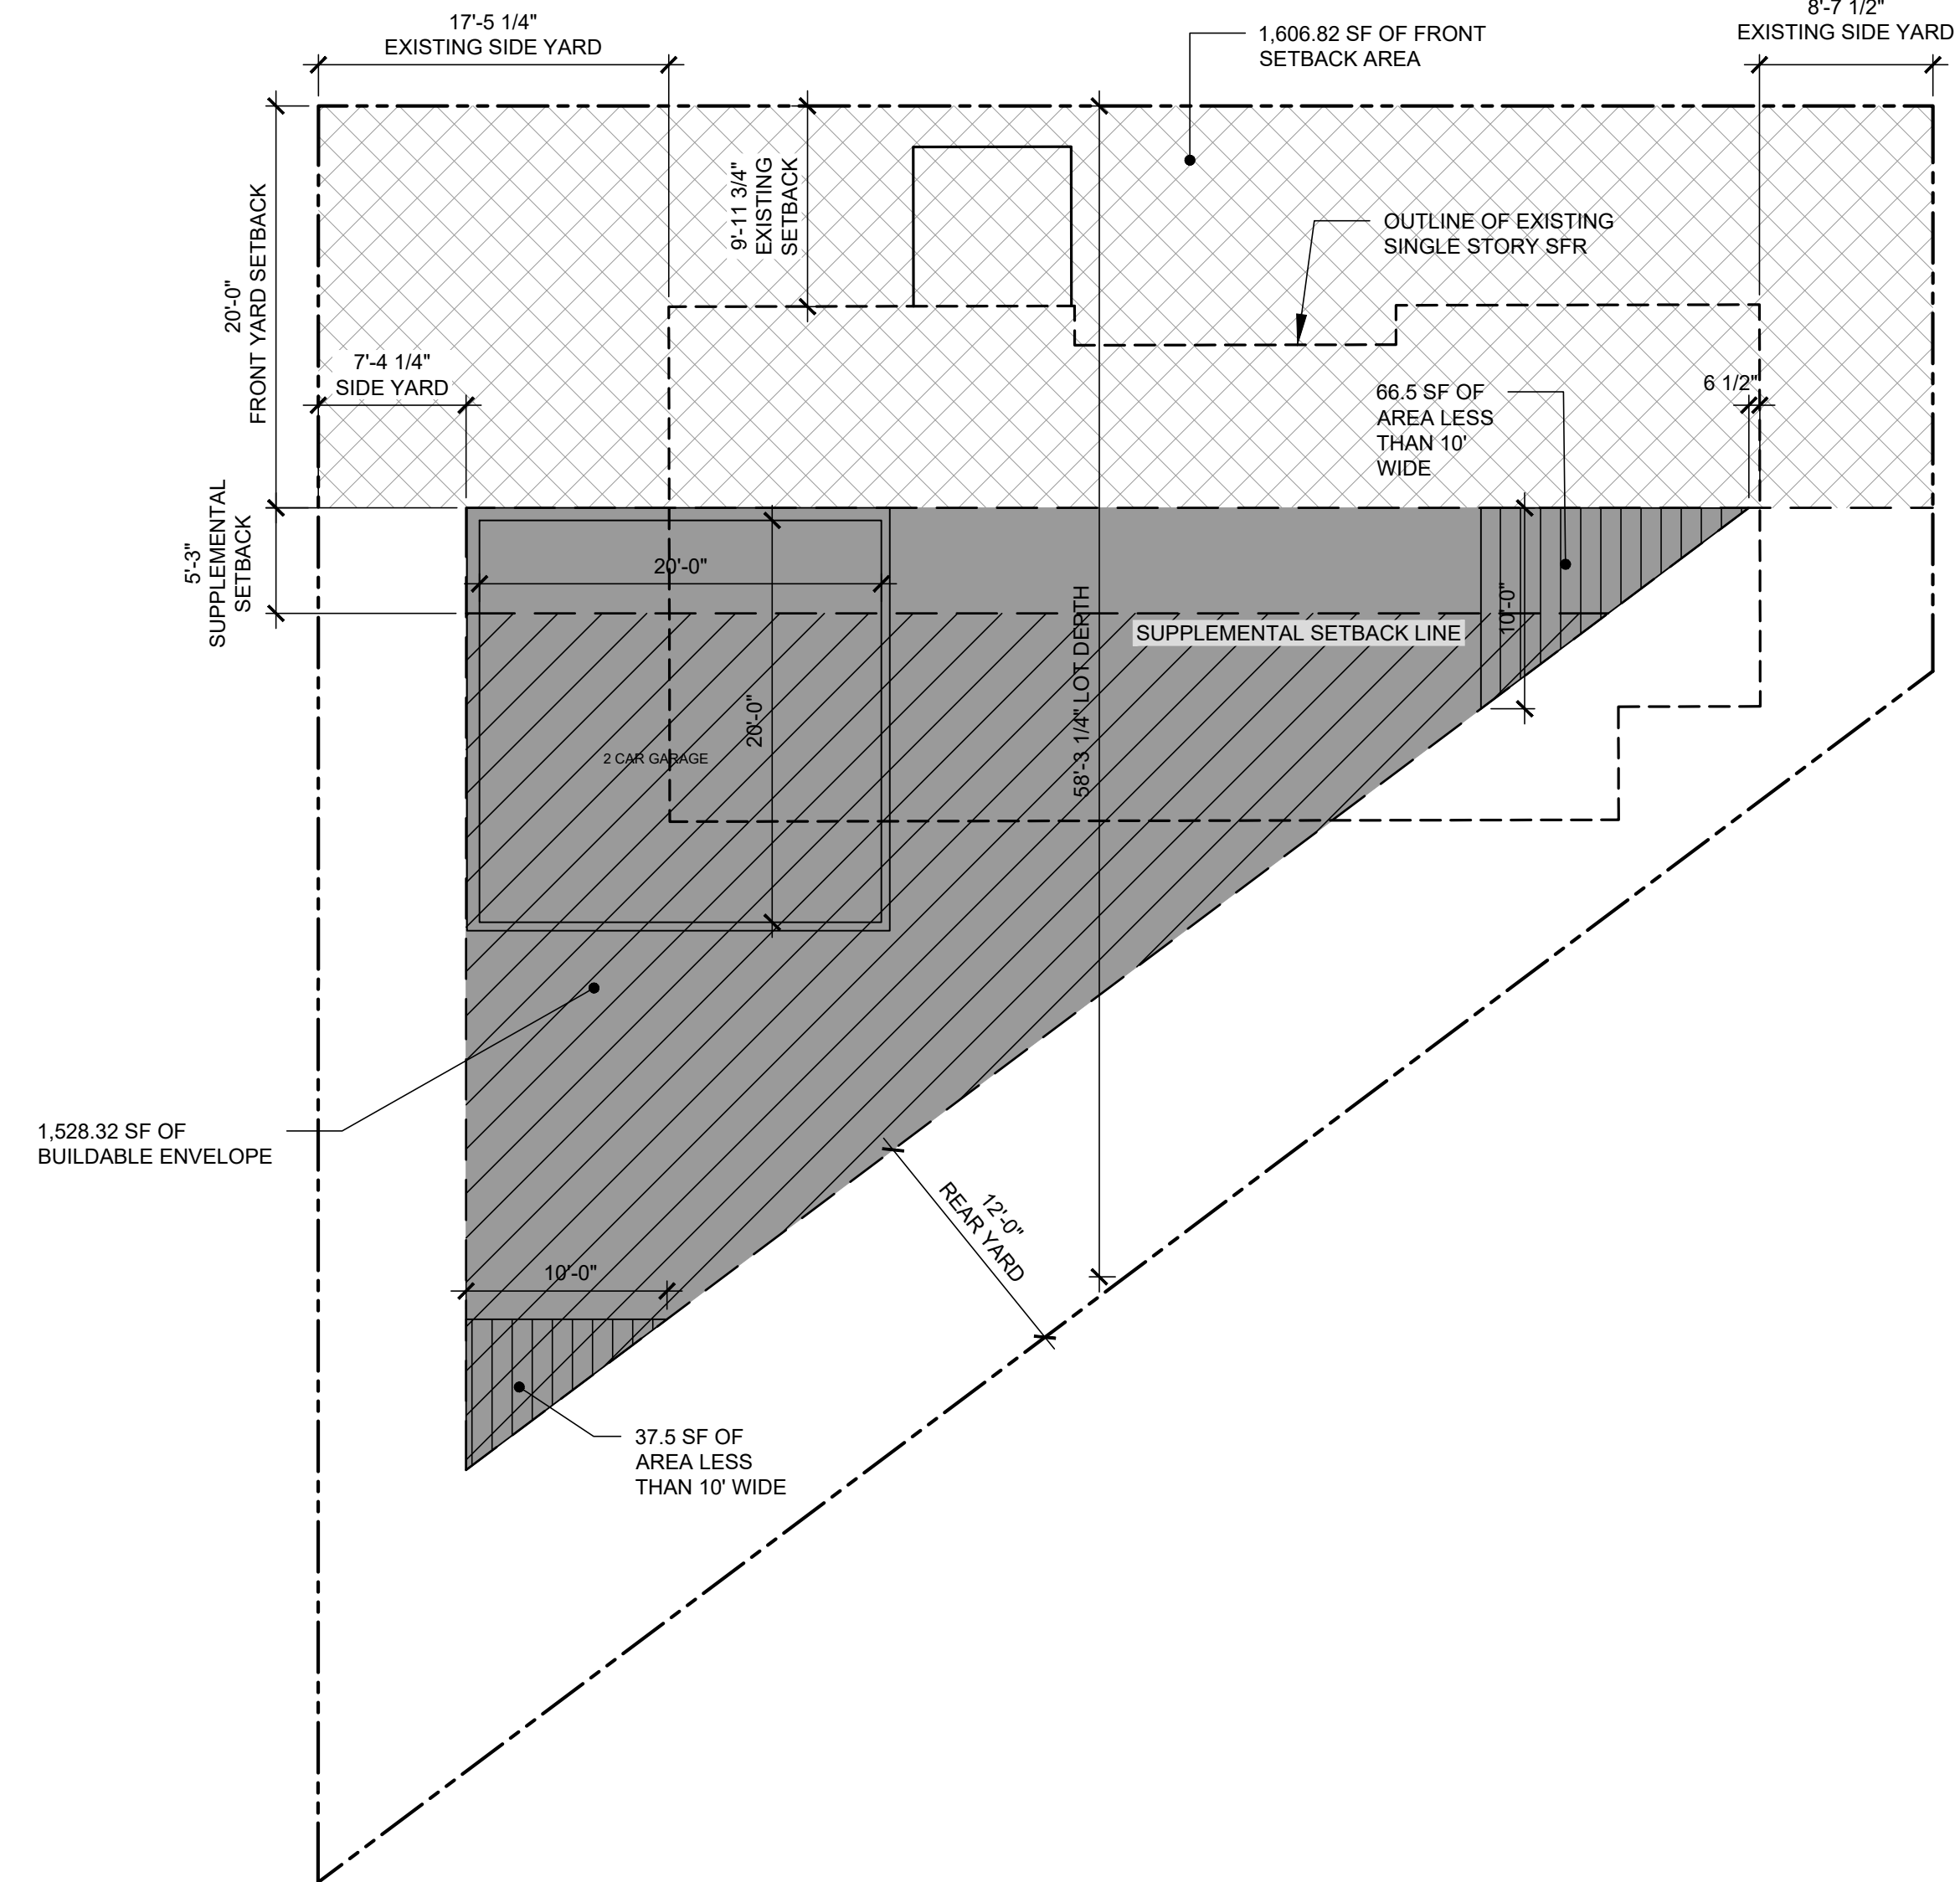 17'-5 1/4"
EXISTING SIDE YARD
1,606.82 SF OF FRONT
SETBACK AREA
8'-7 1/2"
EXISTING SIDE YARD
20'-0"
FRONT YARD SETBACK
9'-11 3/4"
EXISTING
SETBACK
OUTLINE OF EXISTING
SINGLE STORY SFR
7'-4 1/4"
SIDE YARD
66.5 SF OF
AREA LESS
THAN 10'
WIDE
6 1/2"
5'-3"
SUPPLEMENTAL
SETBACK
20'-0"
10'-0"
SUPPLEMENTAL SETBACK LINE
20'-0"
58'-3 1/4" LOT DEPTH
2 CAR GARAGE
1,528.32 SF OF
BUILDABLE ENVELOPE
12'-0"
REAR YARD
10'-0"
37.5 SF OF
AREA LESS
THAN 10' WIDE